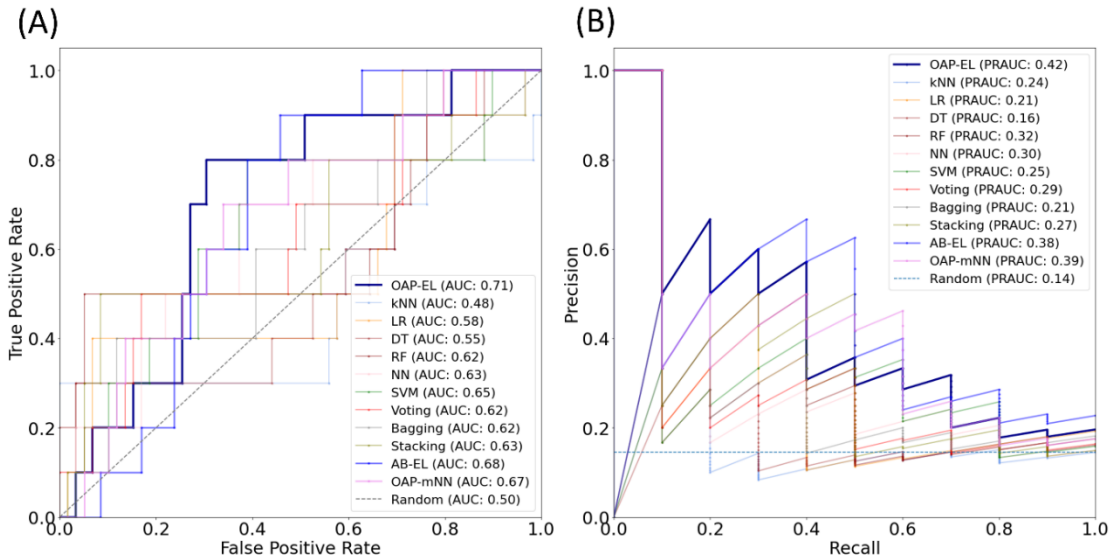 (A)
True Positive Rate
1.0
0.8
0.6
0.4
0.2
0.0
0.0 0.2 0.4 0.6 0.8 1.0
False Positive Rate
OAP-EL (AUC: 0.71)
kNN (AUC: 0.48)
LR (AUC: 0.58)
DT (AUC: 0.55)
RF (AUC: 0.62)
NN (AUC: 0.63)
SVM (AUC: 0.65)
Voting (AUC: 0.62)
Bagging (AUC: 0.62)
Stacking (AUC: 0.63)
AB-EL (AUC: 0.68)
OAP-mNN (AUC: 0.67)
Random (AUC: 0.50)
(B)
Precision
1.0
0.8
0.6
0.4
0.2
0.0
0.0 0.2 0.4 0.6 0.8 1.0
Recall
OAP-EL (PRAUC: 0.42)
kNN (PRAUC: 0.24)
LR (PRAUC: 0.21)
DT (PRAUC: 0.16)
RF (PRAUC: 0.32)
NN (PRAUC: 0.30)
SVM (PRAUC: 0.25)
Voting (PRAUC: 0.29)
Bagging (PRAUC: 0.21)
Stacking (PRAUC: 0.27)
AB-EL (PRAUC: 0.38)
OAP-mNN (PRAUC: 0.39)
Random (PRAUC: 0.14)